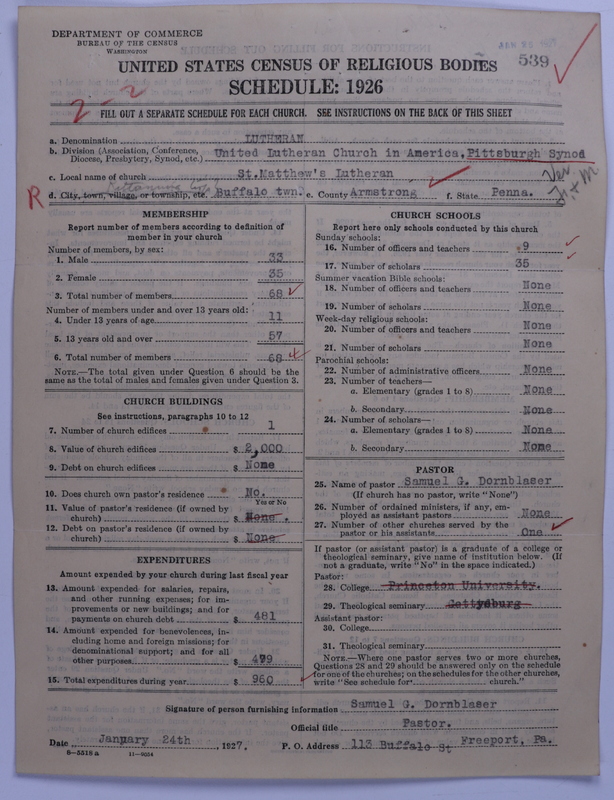 DEPARTMENT OF COMMERCE
BUREAU OF THE CENSUS
WASHINGTON
UNITED STATES CENSUS OF RELIGIOUS BODIES
539
SCHEDULE: 1926
2-2
FILL OUT A SEPARATE SCHEDULE FOR EACH CHURCH. SEE INSTRUCTIONS ON THE BACK OF THIS SHEET
a. Denomination LUTHERAN
b. Division (Association, Conference, Diocese, Presbytery, Synod, etc.) United Lutheran Church in America, Pittsburgh Synod
c. Local name of church St.Matthew's Lutheran
R d. City, town, village, or township, etc. Buffalo twn. e. County Armstrong f. State Penna.
MEMBERSHIP
Report number of members according to definition of
member in your church
Number of members, by sex:
1. Male 33
2. Female 35
3. Total number of members 68
Number of members under and over 13 years old:
4. Under 13 years of age 11
5. 13 years old and over 57
6. Total number of members 68
NOTE.—The total given under Question 6 should be
same as the total of males and females given under Question 3.
CHURCH BUILDINGS
See instructions, paragraphs 10 to 12
7. Number of church edifices 1
8. Value of church edifices $ 2,000
9. Debt on church edifices $ None
10. Does church own pastor's residence No.
Yes or No
11. Value of pastor's residence (if owned by
church) $ None.
12. Debt on pastor's residence (if owned by
church) $ None
EXPENDITURES
Amount expended by your church during last fiscal year
13. Amount expended for salaries, repairs,
and other running expenses; for im-
provements or new buildings; and for
payments on church debt $ 481
14. Amount expended for benevolences, in-
cluding home and foreign missions; for
denominational support; and for all
other purposes $ 479
15. Total expenditures during year $ 960
CHURCH SCHOOLS
Report here only schools conducted by this church
Sunday schools:
16. Number of officers and teachers 9
17. Number of scholars 35
Summer vacation Bible schools:
18. Number of officers and teachers None
19. Number of scholars None
Week-day religious schools:
20. Number of officers and teachers None
21. Number of scholars None
Parochial schools:
22. Number of administrative officers None
23. Number of teachers—
a. Elementary (grades 1 to 8) None
b. Secondary None
24. Number of scholars—
a. Elementary (grades 1 to 8) None
b. Secondary None
PASTOR
25. Name of pastor Samuel G. Dornblaser
(If church has no pastor, write "None")
26. Number of ordained ministers, if any, em-
ployed as assistant pastors None
27. Number of other churches served by the
pastor or his assistants One
If pastor (or assistant pastor) is a graduate of a college or
theological seminary, give name of institution below. (If
not a graduate, write "No" in the space indicated.)
Pastor:
28. College Princeton University.
29. Theological seminary Gettysburg
Assistant pastor:
30. College
31. Theological seminary
NOTE.—Where one pastor serves two or more churches,
Questions 28 and 29 should be answered only on the schedule
for one of the churches; on the schedules for the other churches,
write "See schedule for church."
Signature of person furnishing information Samuel G. Dornblaser
Official title Pastor.
Date January 24th, 1927. P. O. Address 113 Buffalo St Freeport, Pa.
8—5518 a 11—9224